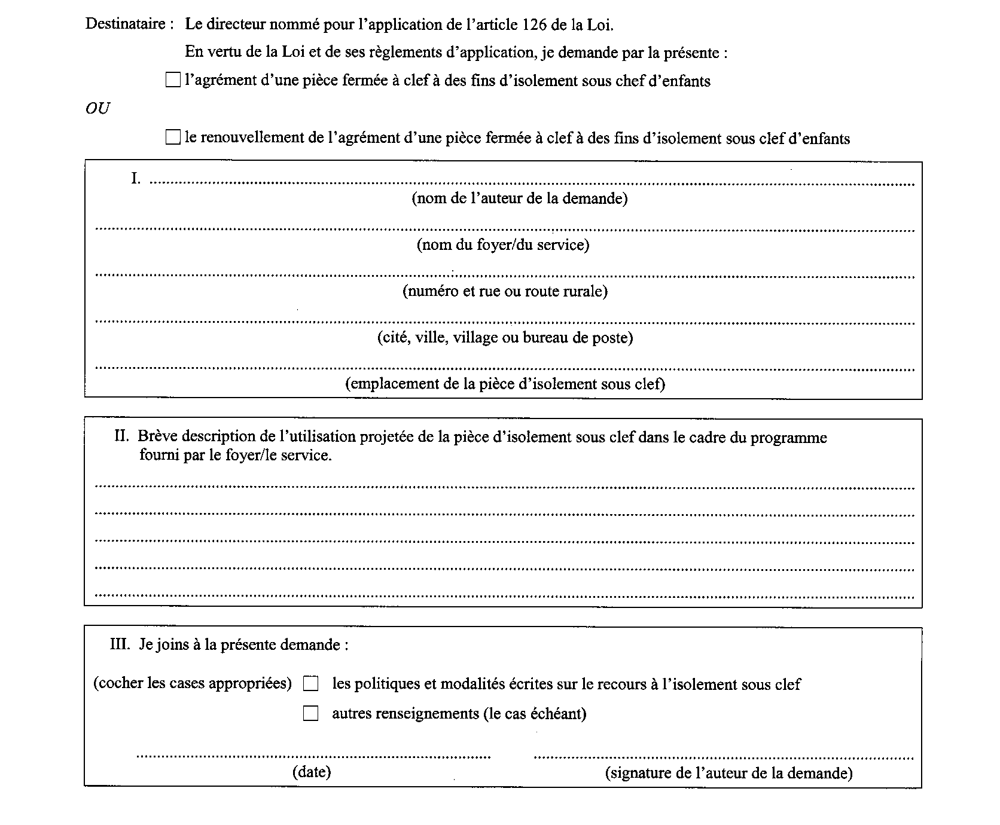 Destinataire : Le directeur nommé pour l'application de l'article 126 de la Loi.
En vertu de la Loi et de ses règlements d'application, je demande par la présente :
l'agrément d'une pièce fermée à clef à des fins d'isolement sous chef d'enfants
OU
le renouvellement de l'agrément d'une pièce fermée à clef à des fins d'isolement sous clef d'enfants
I.
(nom de l'auteur de la demande)
(nom du foyer/du service)
(numéro et rue ou route rurale)
(cité, ville, village ou bureau de poste)
(emplacement de la pièce d'isolement sous clef)
II. Brève description de l'utilisation projetée de la pièce d'isolement sous clef dans le cadre du programme
fourni par le foyer/le service.
III. Je joins à la présente demande :
(cocher les cases appropriées) les politiques et modalités écrites sur le recours à l'isolement sous clef
autres renseignements (le cas échéant)
(date) (signature de l'auteur de la demande)